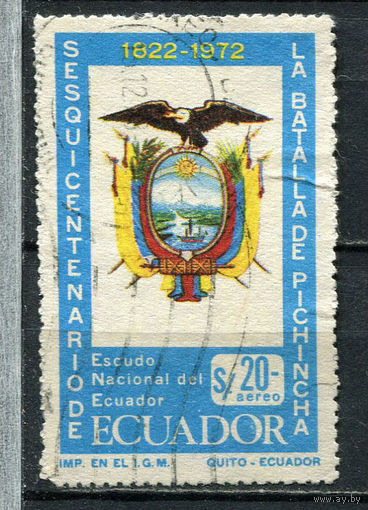 1822-1972
SESQUICENTENARIO DE
LA BATALLA DE PICHINCHA
Escudo
Nacional del
Ecuador
S/. 20-
aereo
ECUADOR
IMP. EN EL I.G.M. QUITO-ECUADOR